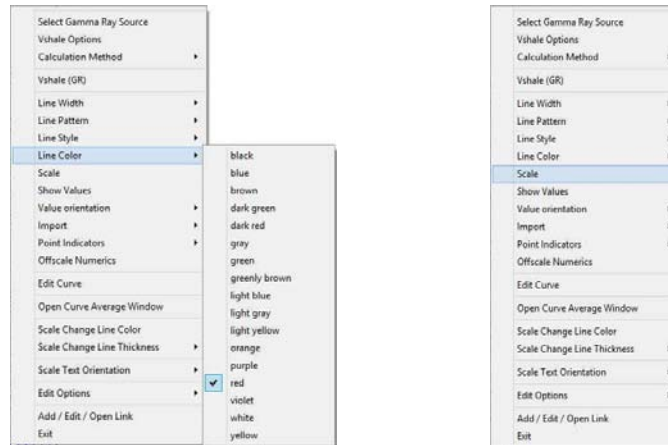 Select Gamma Ray Source
Vshale Options
Calculation Method
Vshale (GR)
Line Width
Line Pattern
Line Style
Line Color
Scale
Show Values
Value orientation
Import
Point Indicators
Offscale Numerics
Edit Curve
Open Curve Average Window
Scale Change Line Color
Scale Change Line Thickness
Scale Text Orientation
Edit Options
Add / Edit / Open Link
Exit
black
blue
brown
dark green
dark red
gray
green
greenly brown
light blue
light gray
light yellow
orange
purple
red
violet
white
yellow
Select Gamma Ray Source
Vshale Options
Calculation Method
Vshale (GR)
Line Width
Line Pattern
Line Style
Line Color
Scale
Show Values
Value orientation
Import
Point Indicators
Offscale Numerics
Edit Curve
Open Curve Average Window
Scale Change Line Color
Scale Change Line Thickness
Scale Text Orientation
Edit Options
Add / Edit / Open Link
Exit